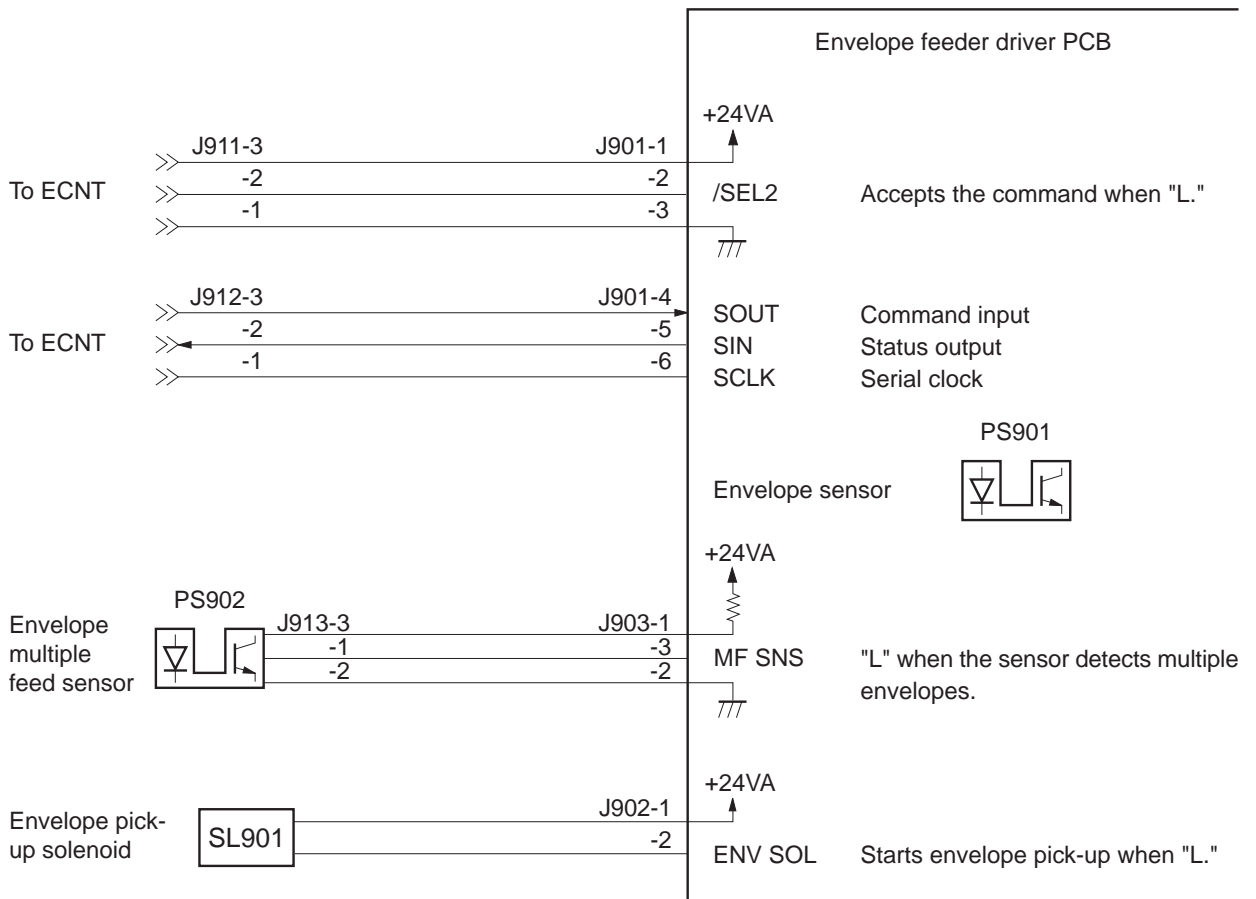 Envelope feeder driver PCB
+24VA
J911-3 J901-1
To ECNT -2 -2 /SEL2 Accepts the command when "L."
-1 -3
J912-3 J901-4 SOUT Command input
To ECNT -2 -5 SIN Status output
-1 -6 SCLK Serial clock
PS901
Envelope sensor
+24VA
PS902
Envelope
multiple
feed sensor
J913-3 J903-1
-1 -3 MF SNS "L" when the sensor detects multiple
envelopes.
-2 -2
+24VA
J902-1
Envelope pick-
up solenoid
SL901
-2 ENV SOL Starts envelope pick-up when "L."